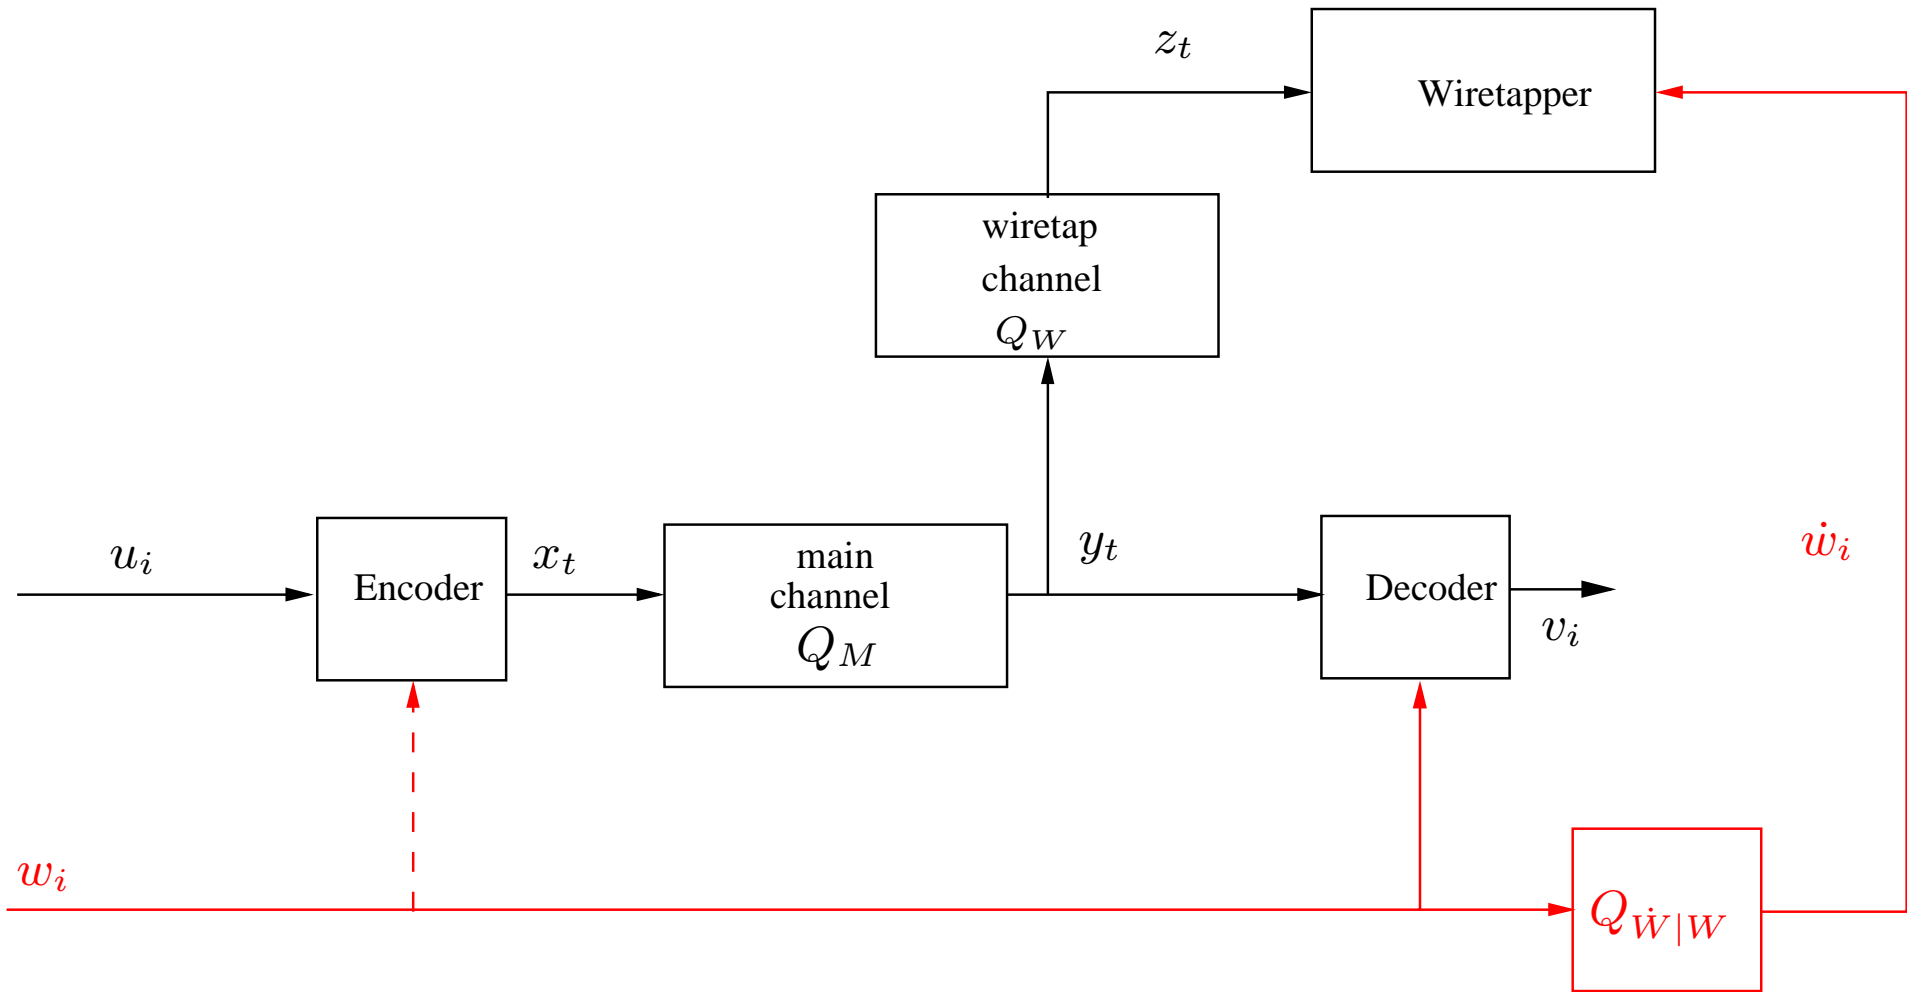 z_t
Wiretapper
wiretap
channel
Q_W
u_i
Encoder
x_t
main
channel
Q_M
y_t
Decoder
v_i
ẇ_i
w_i
Q_{Ẇ|W}